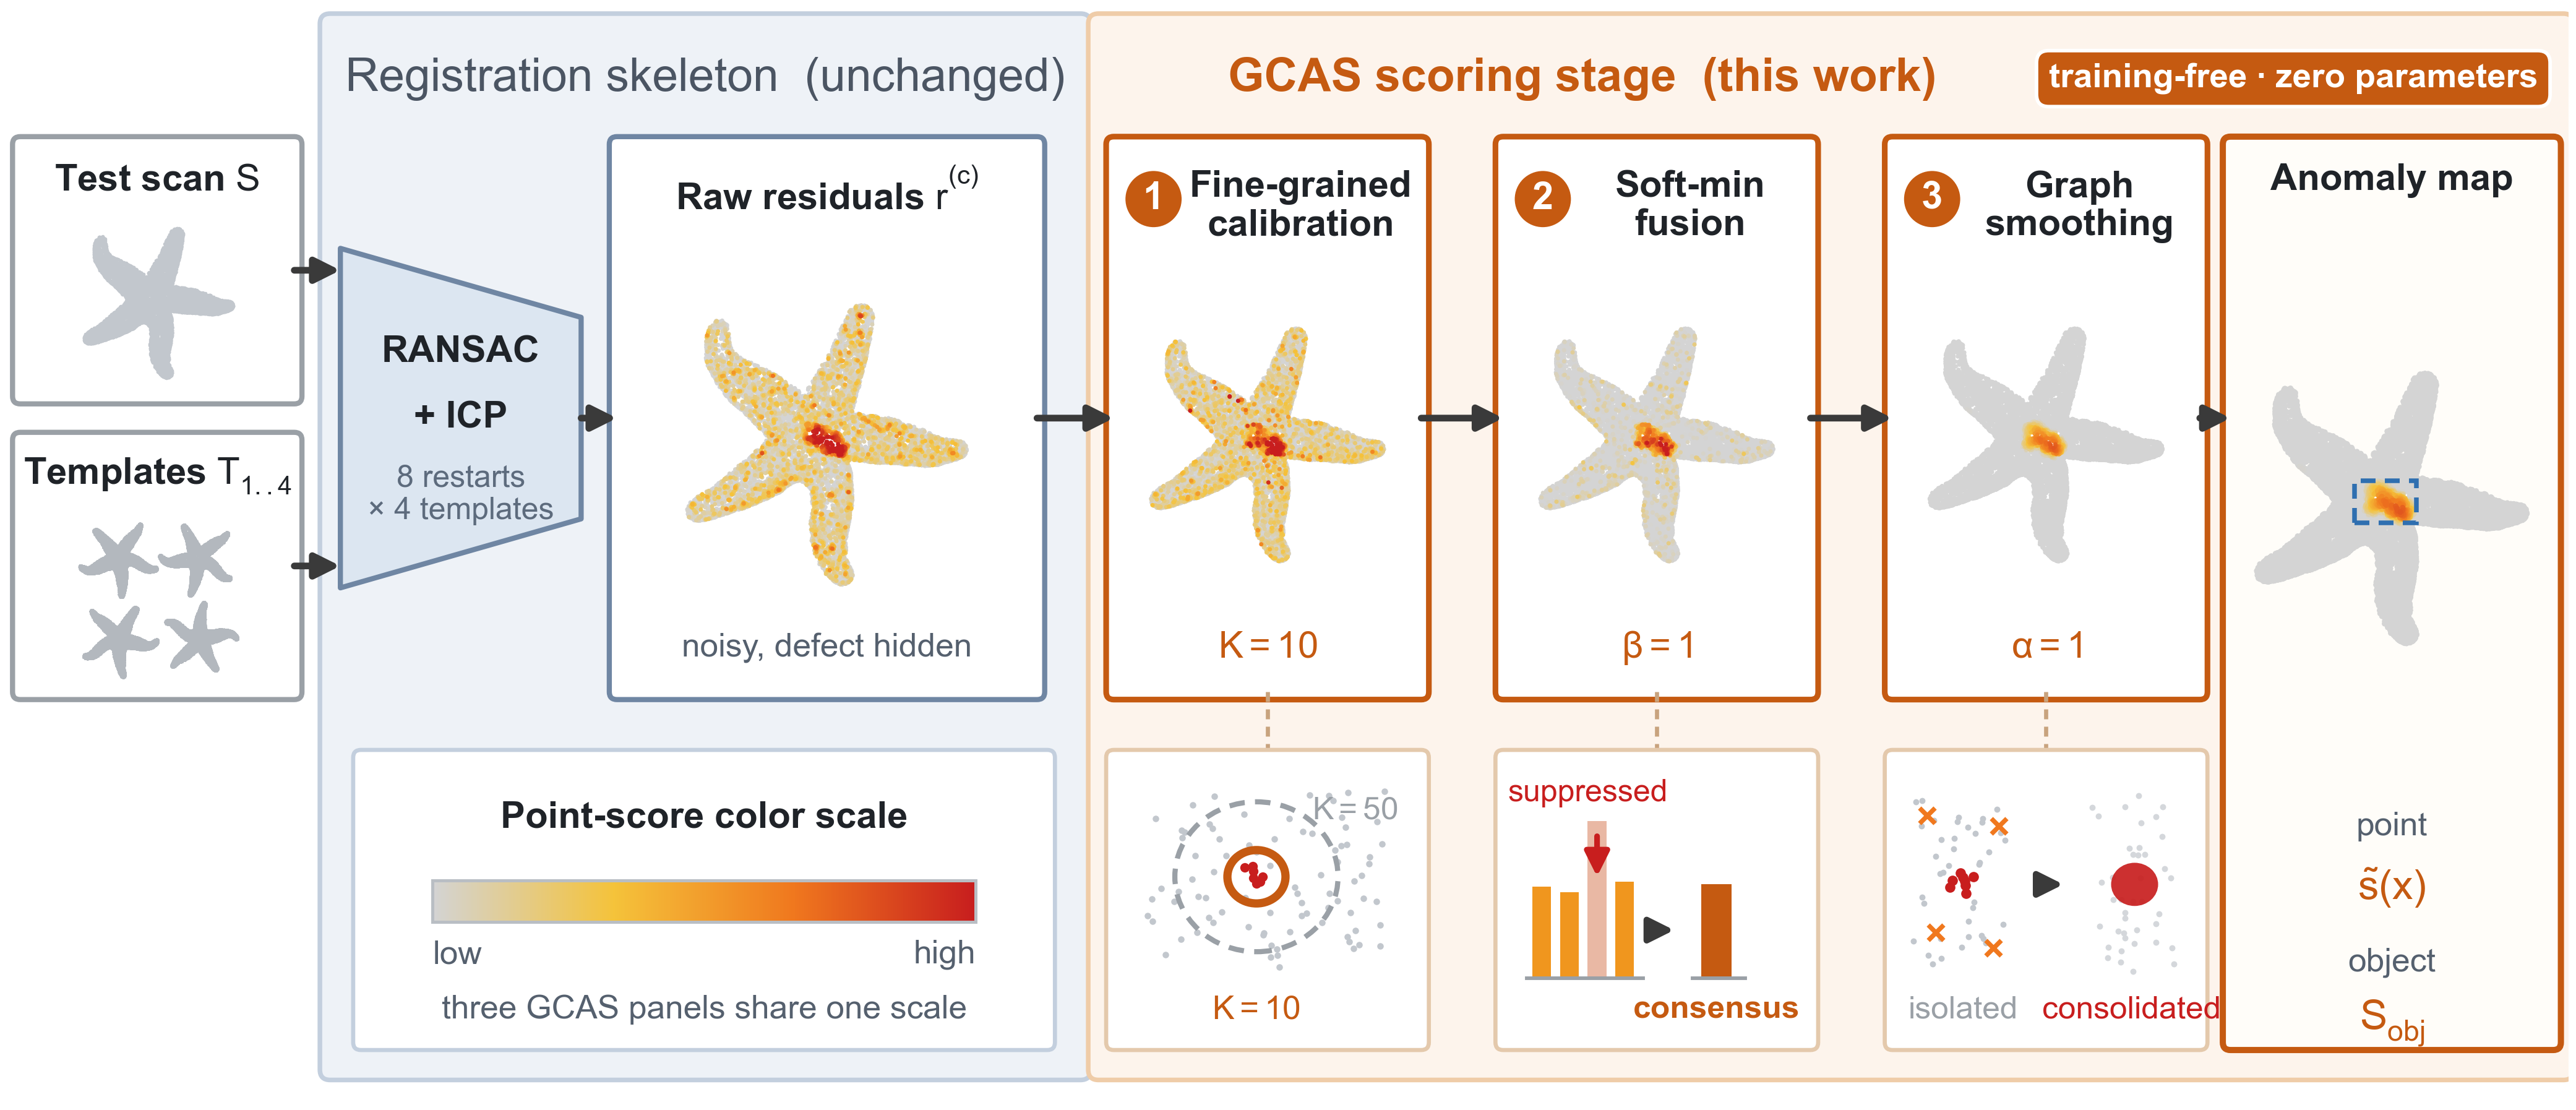 Registration skeleton (unchanged)
GCAS scoring stage (this work)
training-free · zero parameters
Test scan S
Templates T1..4
RANSAC
+ ICP
8 restarts
× 4 templates
Raw residuals r(c)
noisy, defect hidden
1
Fine-grained
calibration
K = 10
2
Soft-min
fusion
β = 1
3
Graph
smoothing
α = 1
Anomaly map
Point-score color scale
low
high
three GCAS panels share one scale
K = 50
K = 10
suppressed
consensus
isolated
consolidated
point
s̃(x)
object
Sobj